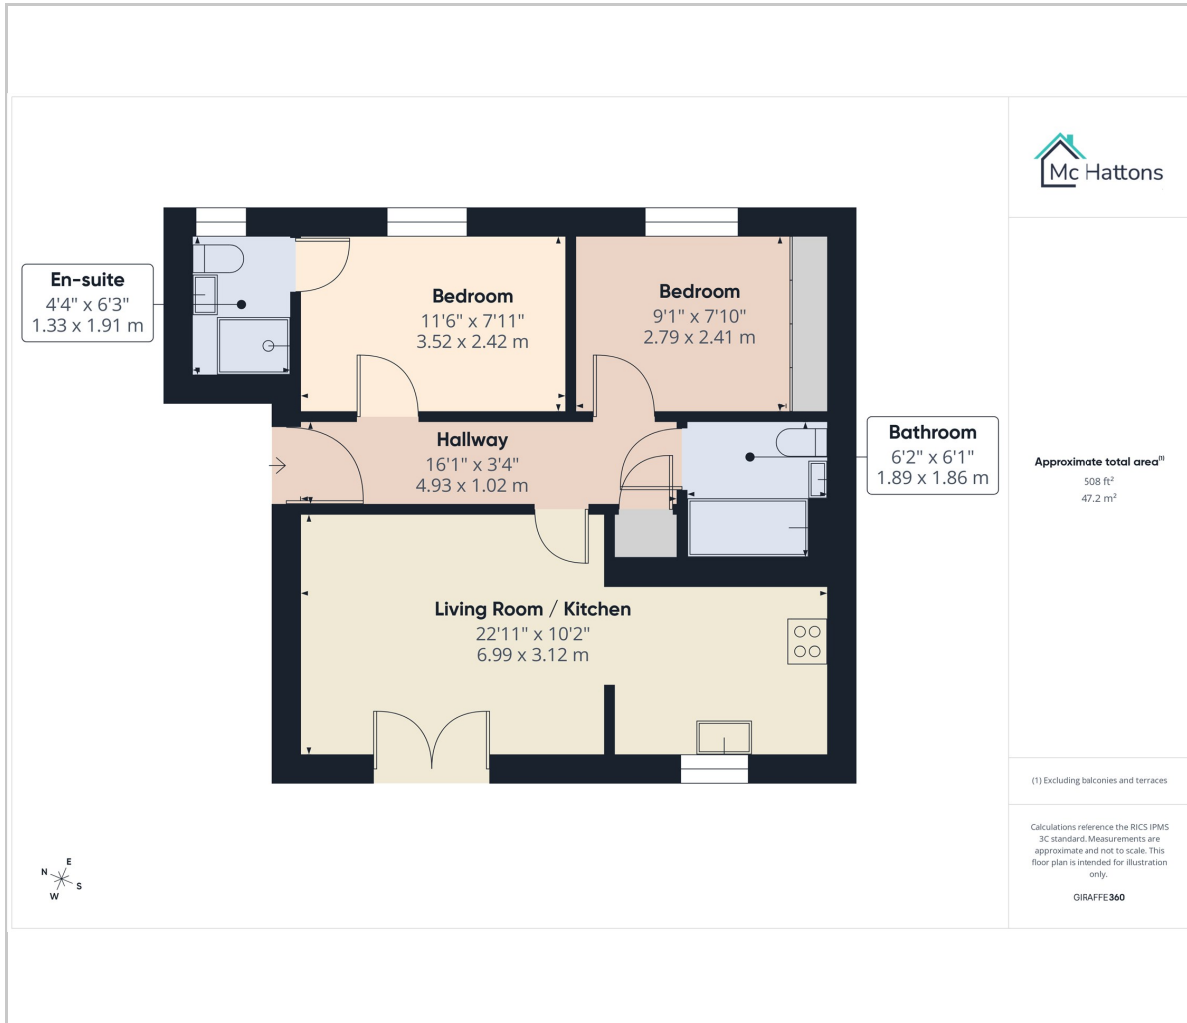 Mc Hattons
En-suite
4'4" x 6'3"
1.33 x 1.91 m
Bedroom
11'6" x 7'11"
3.52 x 2.42 m
Bedroom
9'1" x 7'10"
2.79 x 2.41 m
Hallway
16'1" x 3'4"
4.93 x 1.02 m
Bathroom
6'2" x 6'1"
1.89 x 1.86 m
Living Room / Kitchen
22'11" x 10'2"
6.99 x 3.12 m
Approximate total area(1)
508 ft²
47.2 m²
(1) Excluding balconies and terraces
Calculations reference the RICS IPMS
3C standard. Measurements are
approximate and not to scale. This
floor plan is intended for illustration
only.
GIRAFFE360
E
N
S
W